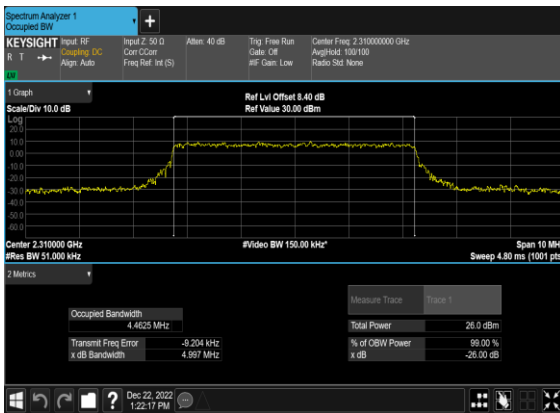 Spectrum Analyzer 1
Occupied BW
KEYSIGHT
R T
LV
Input: RF
Coupling: DC
Align: Auto
Input Z: 50 Ω
Corr CCorr
Freq Ref: Int (S)
Atten: 40 dB
Trig: Free Run
Gate: Off
#IF Gain: Low
Center Freq: 2.310000000 GHz
Avg|Hold: 100/100
Radio Std: None
1 Graph
Scale/Div 10.0 dB
Ref Lvl Offset 8.40 dB
Ref Value 30.00 dBm
Log
20.0
10.0
0.00
-10.0
-20.0
-30.0
-40.0
-50.0
-60.0
Center 2.310000 GHz
#Res BW 51.000 kHz
#Video BW 150.00 kHz*
Span 10 MH
Sweep 4.80 ms (1001 pts
2 Metrics
Measure Trace Trace 1
Occupied Bandwidth
4.4625 MHz
Total Power 26.0 dBm
Transmit Freq Error -9.204 kHz
x dB Bandwidth 4.997 MHz
% of OBW Power 99.00 %
x dB -26.00 dB
?
Dec 22, 2022
1:22:17 PM